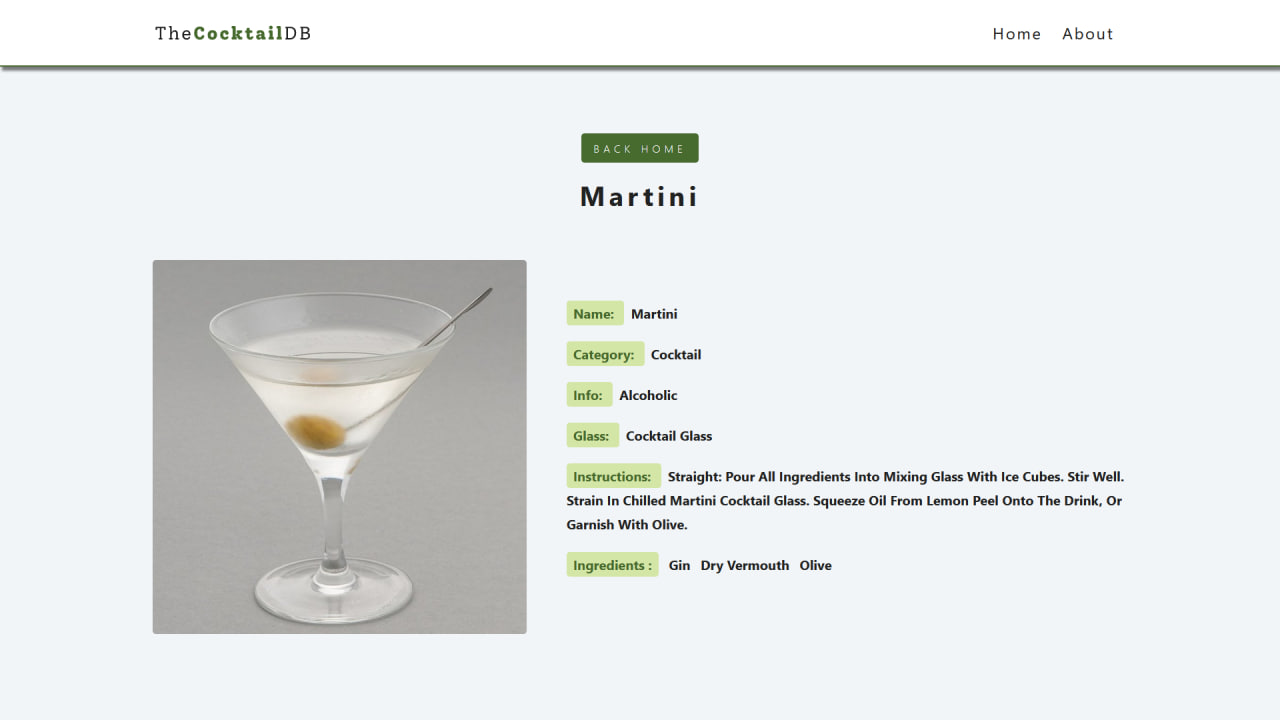 TheCocktailDB
Home About
BACK HOME
Martini
Name: Martini
Category: Cocktail
Info: Alcoholic
Glass: Cocktail Glass
Instructions: Straight: Pour All Ingredients Into Mixing Glass With Ice Cubes. Stir Well.
Strain In Chilled Martini Cocktail Glass. Squeeze Oil From Lemon Peel Onto The Drink, Or
Garnish With Olive.
Ingredients : Gin Dry Vermouth Olive